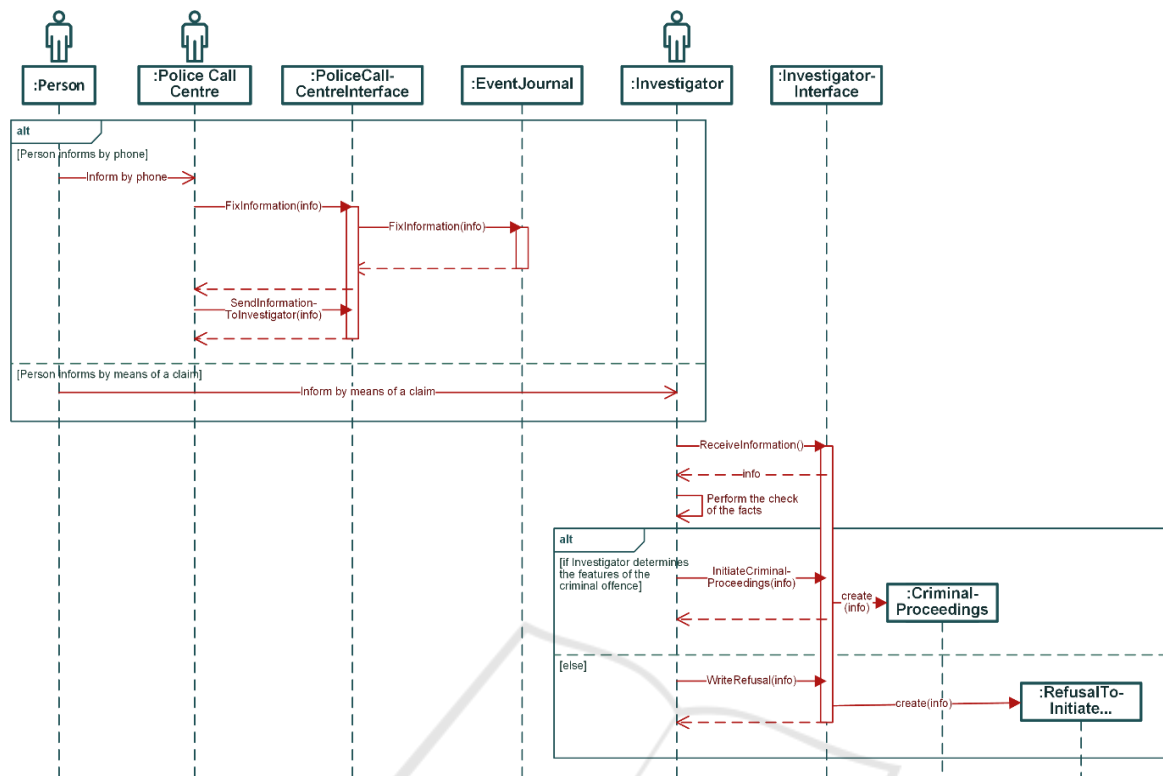 :Person
:Police Call
Centre
:PoliceCall-
CentreInterface
:EventJournal
:Investigator
:Investigator-
Interface
alt
[Person informs by phone]
Inform by phone
FixInformation(info)
FixInformation(info)
SendInformation-
ToInvestigator(info)
[Person informs by means of a claim]
Inform by means of a claim
ReceiveInformation()
info
Perform the check
of the facts
alt
[if Investigator determines
the features of the
criminal offence]
InitiateCriminal-
Proceedings(info)
create
(info)
:Criminal-
Proceedings
[else]
WriteRefusal(info)
create(info)
:RefusalTo-
Initiate...